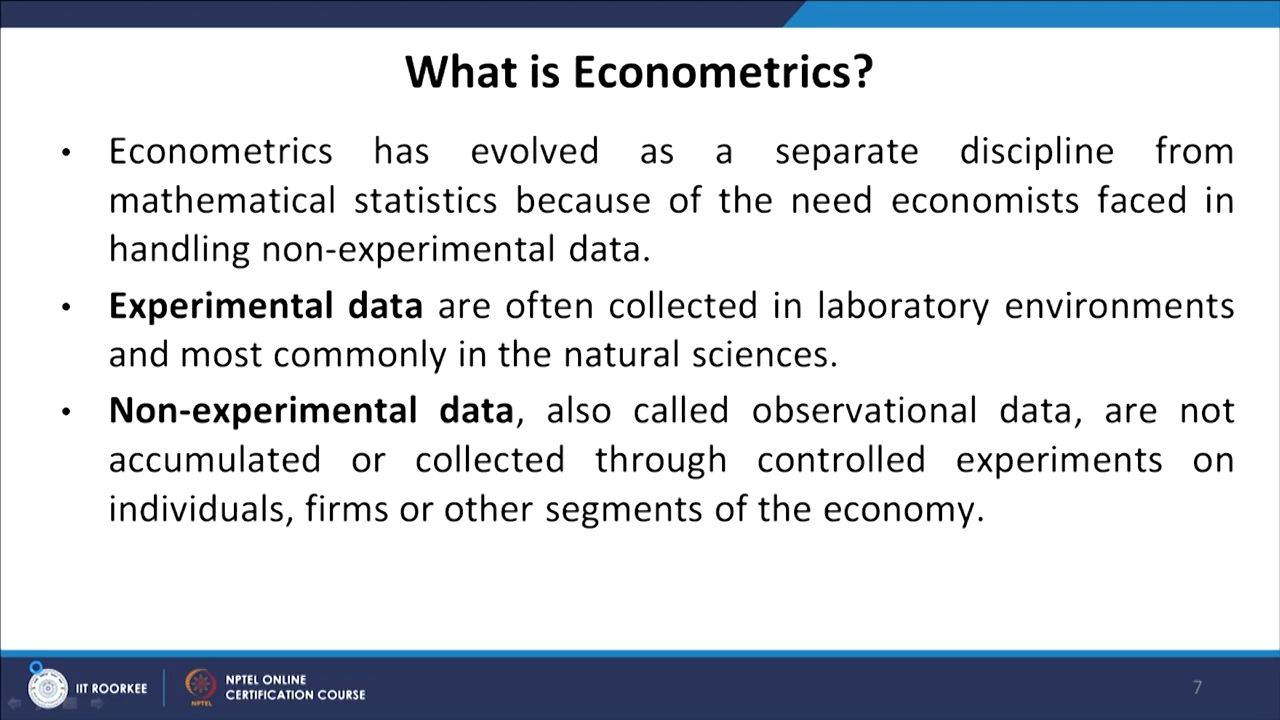 What is Econometrics?
• Econometrics has evolved as a separate discipline from
mathematical statistics because of the need economists faced in
handling non-experimental data.
• Experimental data are often collected in laboratory environments
and most commonly in the natural sciences.
• Non-experimental data, also called observational data, are not
accumulated or collected through controlled experiments on
individuals, firms or other segments of the economy.
IIT ROORKEE
NPTEL
NPTEL ONLINE
CERTIFICATION COURSE
7